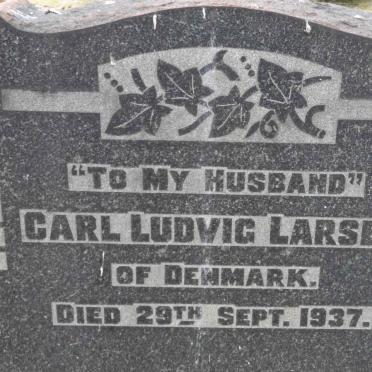 "TO MY HUSBAND"
CARL LUDVIG LARSE
OF DENMARK.
DIED 29TH SEPT. 1937.